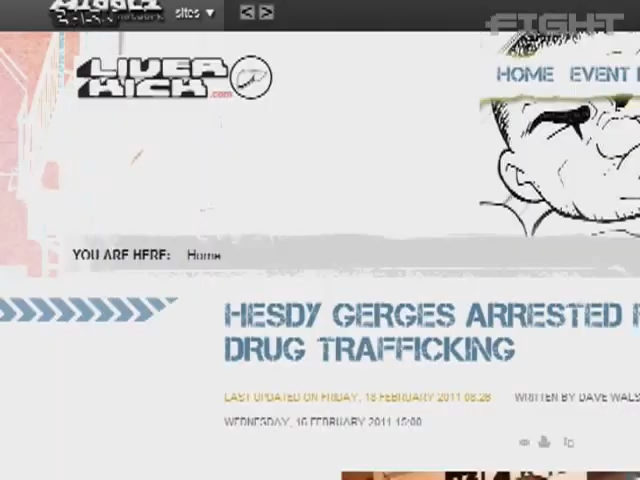 sites
FIGHT
LIVER
KICK
.com
HOME EVENT
YOU ARE HERE: Home
HESDY GERGES ARRESTED
DRUG TRAFFICKING
LAST UPDATED ON FRIDAY, 18 FEBRUARY 2011 08:28 WRITTEN BY DAVE WALS
WEDNESDAY, 16 FEBRUARY 2011 15:00